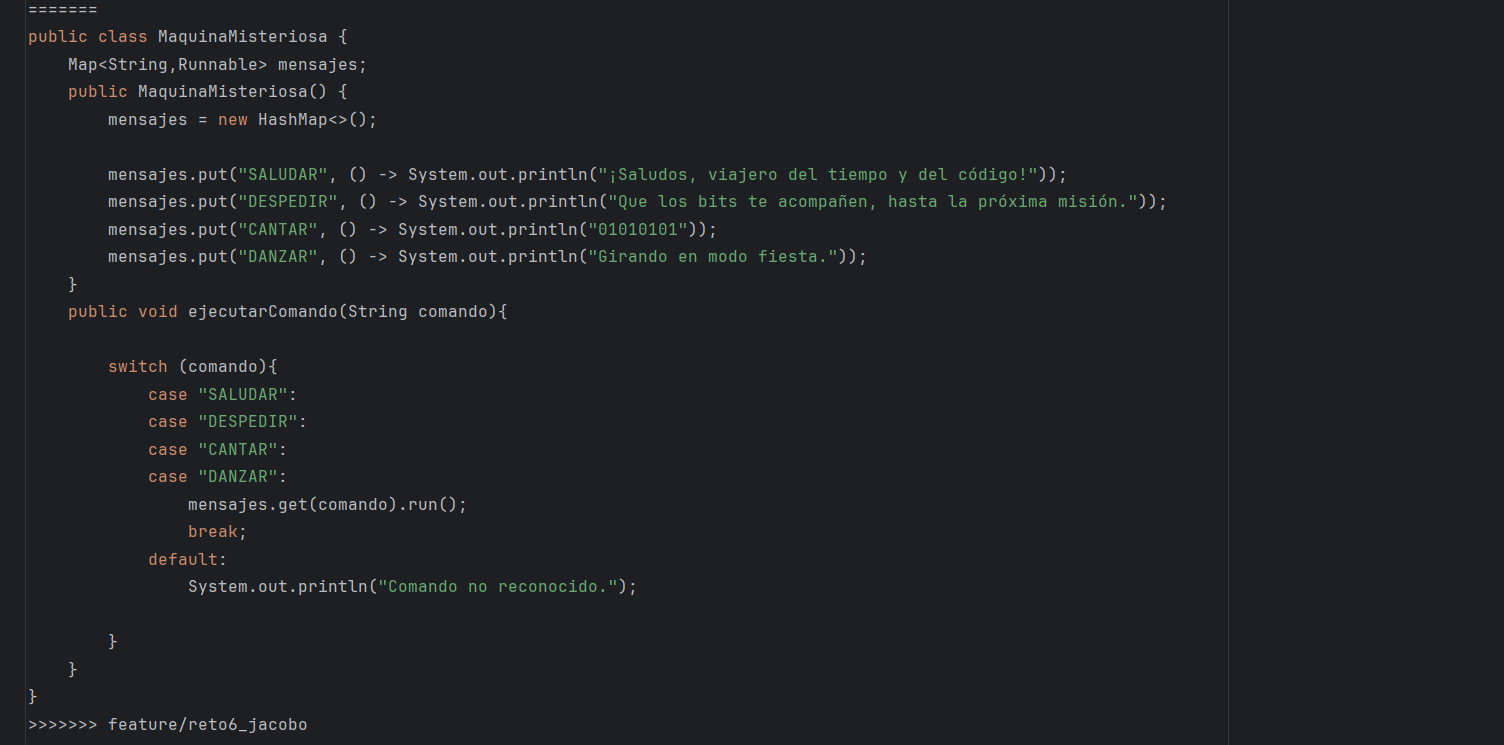 =======
public class MaquinaMisteriosa {
    Map<String,Runnable> mensajes;
    public MaquinaMisteriosa() {
        mensajes = new HashMap<>();

        mensajes.put("SALUDAR", () -> System.out.println("¡Saludos, viajero del tiempo y del código!"));
        mensajes.put("DESPEDIR", () -> System.out.println("Que los bits te acompañen, hasta la próxima misión."));
        mensajes.put("CANTAR", () -> System.out.println("01010101"));
        mensajes.put("DANZAR", () -> System.out.println("Girando en modo fiesta."));
    }
    public void ejecutarComando(String comando){

        switch (comando){
            case "SALUDAR":
            case "DESPEDIR":
            case "CANTAR":
            case "DANZAR":
                mensajes.get(comando).run();
                break;
            default:
                System.out.println("Comando no reconocido.");

        }
    }
}
>>>>>>> feature/reto6_jacobo